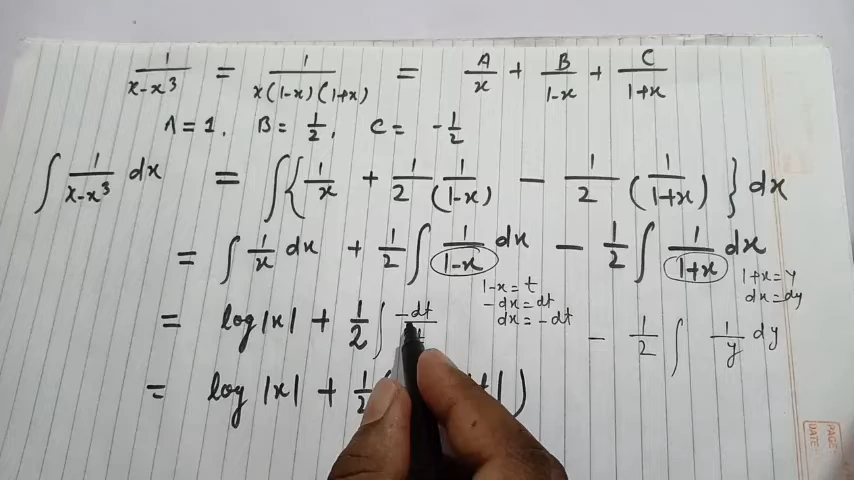 1/(x-x³) = 1/(x(1-x)(1+x)) = A/x + B/(1-x) + C/(1+x)
A=1, B= 1/2, C= -1/2
∫ 1/(x-x³) dx = ∫{ 1/x + 1/2 (1/(1-x)) - 1/2 (1/(1+x)) } dx
= ∫ 1/x dx + 1/2 ∫ 1/(1-x) dx - 1/2 ∫ 1/(1+x) dx
1-x=t
-dx=dt
dx=-dt
1+x=y
dx=dy
= log|x| + 1/2 ∫ -dt/t - 1/2 ∫ 1/y dy
= log|x| + 1/2 ( |)
PAGE
DATE